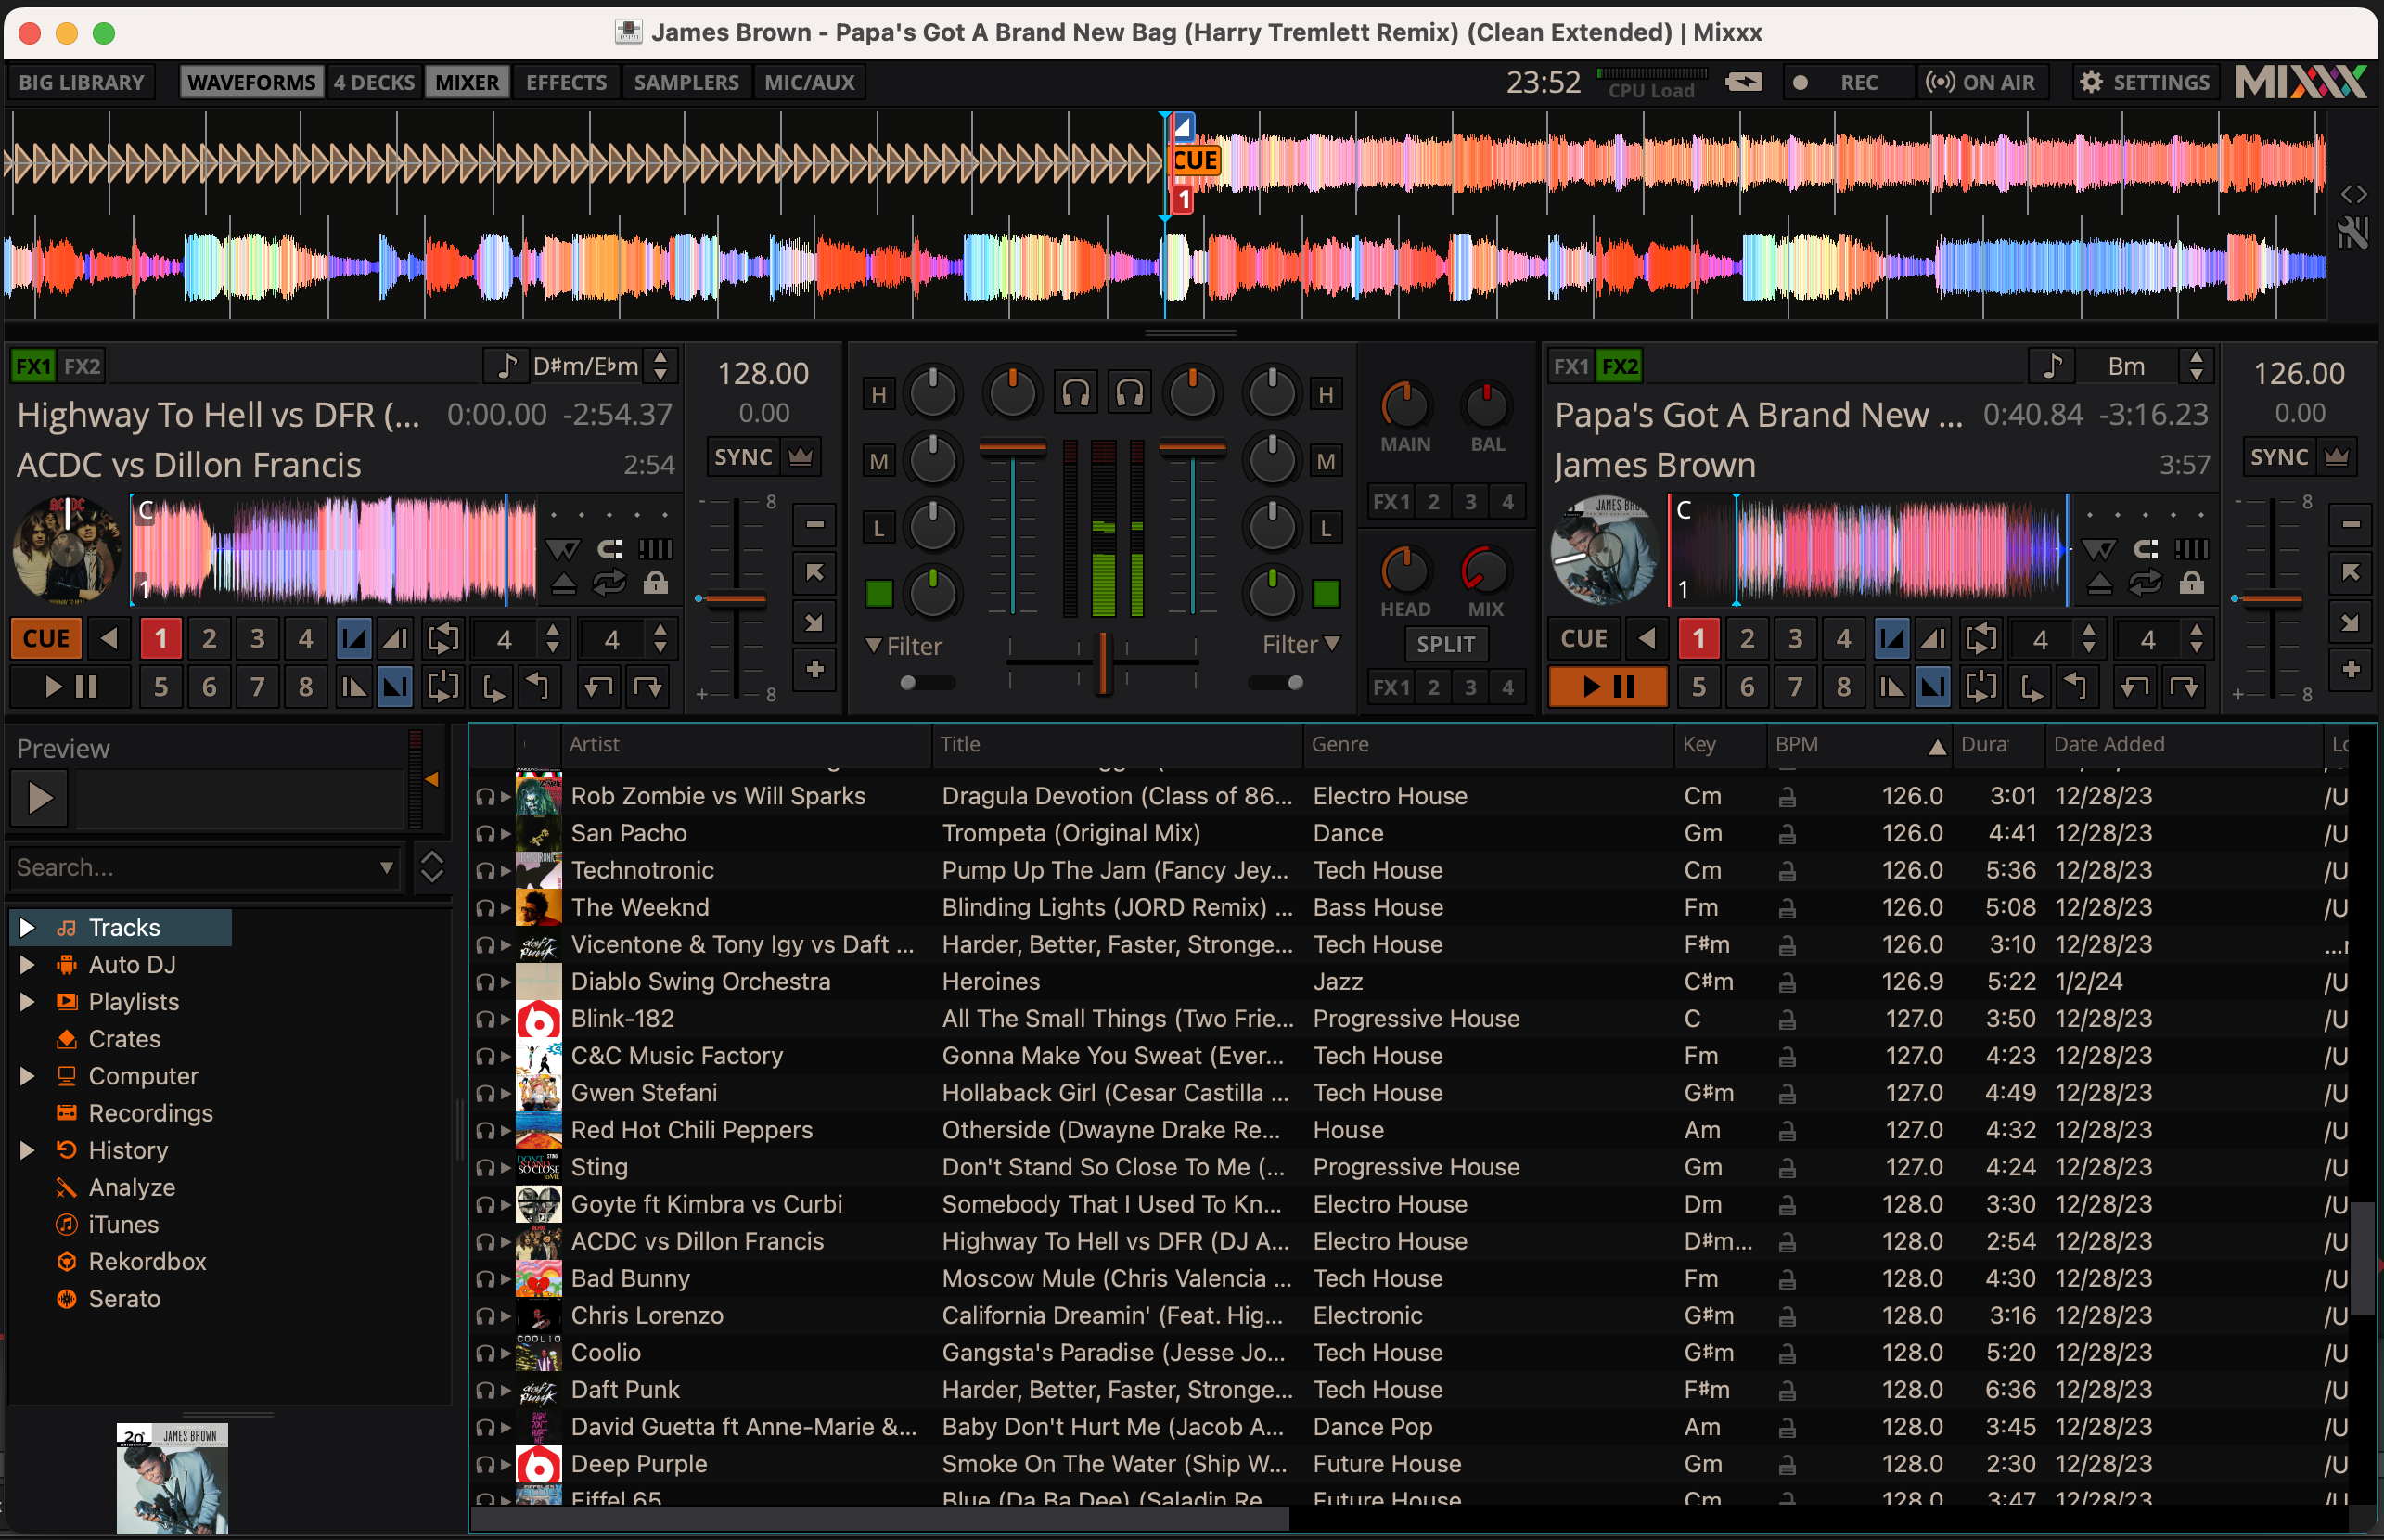 James Brown - Papa's Got A Brand New Bag (Harry Tremlett Remix) (Clean Extended) | Mixxx
BIG LIBRARY WAVEFORMS 4 DECKS MIXER EFFECTS SAMPLERS MIC/AUX 23:52 CPU Load REC ON AIR SETTINGS MIXXX
CUE
1
FX1 FX2 D#m/Ebm 128.00
Highway To Hell vs DFR (... 0:00.00 -2:54.37 0.00
ACDC vs Dillon Francis 2:54 SYNC
C
1
8
8
CUE 1 2 3 4 4 4
5 6 7 8
H H
M M
L L
Filter Filter
MAIN BAL
FX1 2 3 4
HEAD MIX
SPLIT
FX1 2 3 4
FX1 FX2 Bm 126.00
Papa's Got A Brand New ... 0:40.84 -3:16.23 0.00
James Brown 3:57 SYNC
C
1
8
8
CUE 1 2 3 4 4 4
5 6 7 8
Preview
Search...
Tracks
Auto DJ
Playlists
Crates
Computer
Recordings
History
Analyze
iTunes
Rekordbox
Serato
JAMES BROWN
Artist Title Genre Key BPM Dura Date Added Lo
Rob Zombie vs Will Sparks Dragula Devotion (Class of 86... Electro House Cm 126.0 3:01 12/28/23 /U
San Pacho Trompeta (Original Mix) Dance Gm 126.0 4:41 12/28/23 /U
Technotronic Pump Up The Jam (Fancy Jey... Tech House Cm 126.0 5:36 12/28/23 /U
The Weeknd Blinding Lights (JORD Remix) ... Bass House Fm 126.0 5:08 12/28/23 /U
Vicentone & Tony Igy vs Daft ... Harder, Better, Faster, Stronge... Tech House F#m 126.0 3:10 12/28/23
Diablo Swing Orchestra Heroines Jazz C#m 126.9 5:22 1/2/24 /U
Blink-182 All The Small Things (Two Frie... Progressive House C 127.0 3:50 12/28/23 /U
C&C Music Factory Gonna Make You Sweat (Ever... Tech House Fm 127.0 4:23 12/28/23 /U
Gwen Stefani Hollaback Girl (Cesar Castilla ... Tech House G#m 127.0 4:49 12/28/23 /U
Red Hot Chili Peppers Otherside (Dwayne Drake Re... House Am 127.0 4:32 12/28/23 /U
Sting Don't Stand So Close To Me (... Progressive House Gm 127.0 4:24 12/28/23 /U
Goyte ft Kimbra vs Curbi Somebody That I Used To Kn... Electro House Dm 128.0 3:30 12/28/23 /U
ACDC vs Dillon Francis Highway To Hell vs DFR (DJ A... Electro House D#m... 128.0 2:54 12/28/23 /U
Bad Bunny Moscow Mule (Chris Valencia ... Tech House Fm 128.0 4:30 12/28/23 /U
Chris Lorenzo California Dreamin' (Feat. Hig... Electronic G#m 128.0 3:16 12/28/23 /U
Coolio Gangsta's Paradise (Jesse Jo... Tech House G#m 128.0 5:20 12/28/23 /U
Daft Punk Harder, Better, Faster, Stronge... Tech House F#m 128.0 6:36 12/28/23 /U
David Guetta ft Anne-Marie &... Baby Don't Hurt Me (Jacob A... Dance Pop Am 128.0 3:45 12/28/23 /U
Deep Purple Smoke On The Water (Ship W... Future House Gm 128.0 2:30 12/28/23 /U
Eiffel 65 Blue (Da Ba Dee) (Saladin Re Future House Cm 128.0 3:47 12/28/23 /U